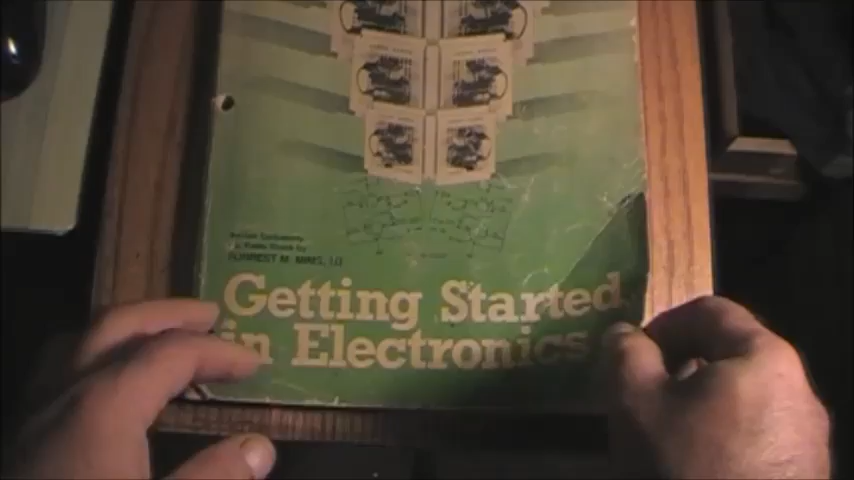 FORREST M. MIMS, III
Getting Started
in Electronics